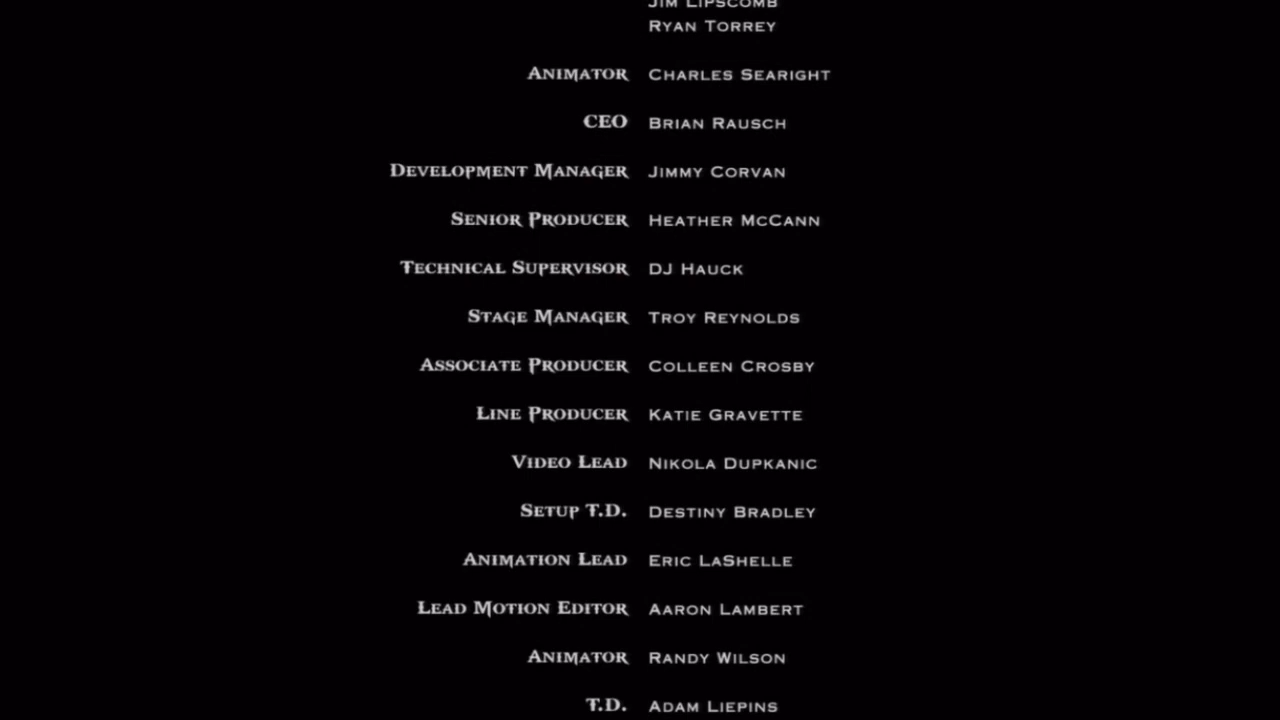 Jim Lipscomb
Ryan Torrey
Animator Charles Searight
CEO Brian Rausch
Development Manager Jimmy Corvan
Senior Producer Heather McCann
Technical Supervisor DJ Hauck
Stage Manager Troy Reynolds
Associate Producer Colleen Crosby
Line Producer Katie Gravette
Video Lead Nikola Dupkanic
Setup T.D. Destiny Bradley
Animation Lead Eric LaShelle
Lead Motion Editor Aaron Lambert
Animator Randy Wilson
T.D. Adam Liepins